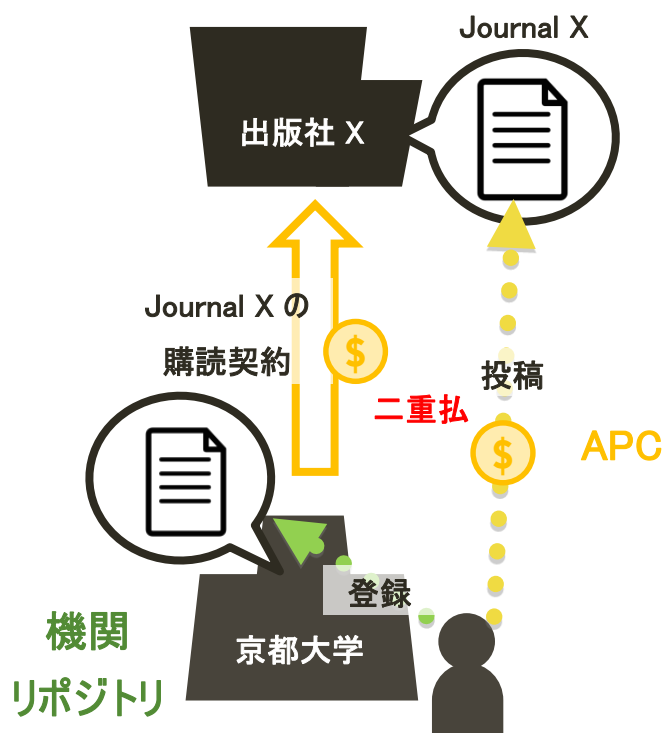 Journal X
出版社 X
Journal X の
購読契約
$
二重払
投稿
$
APC
登録
京都大学
機関
リポジトリ